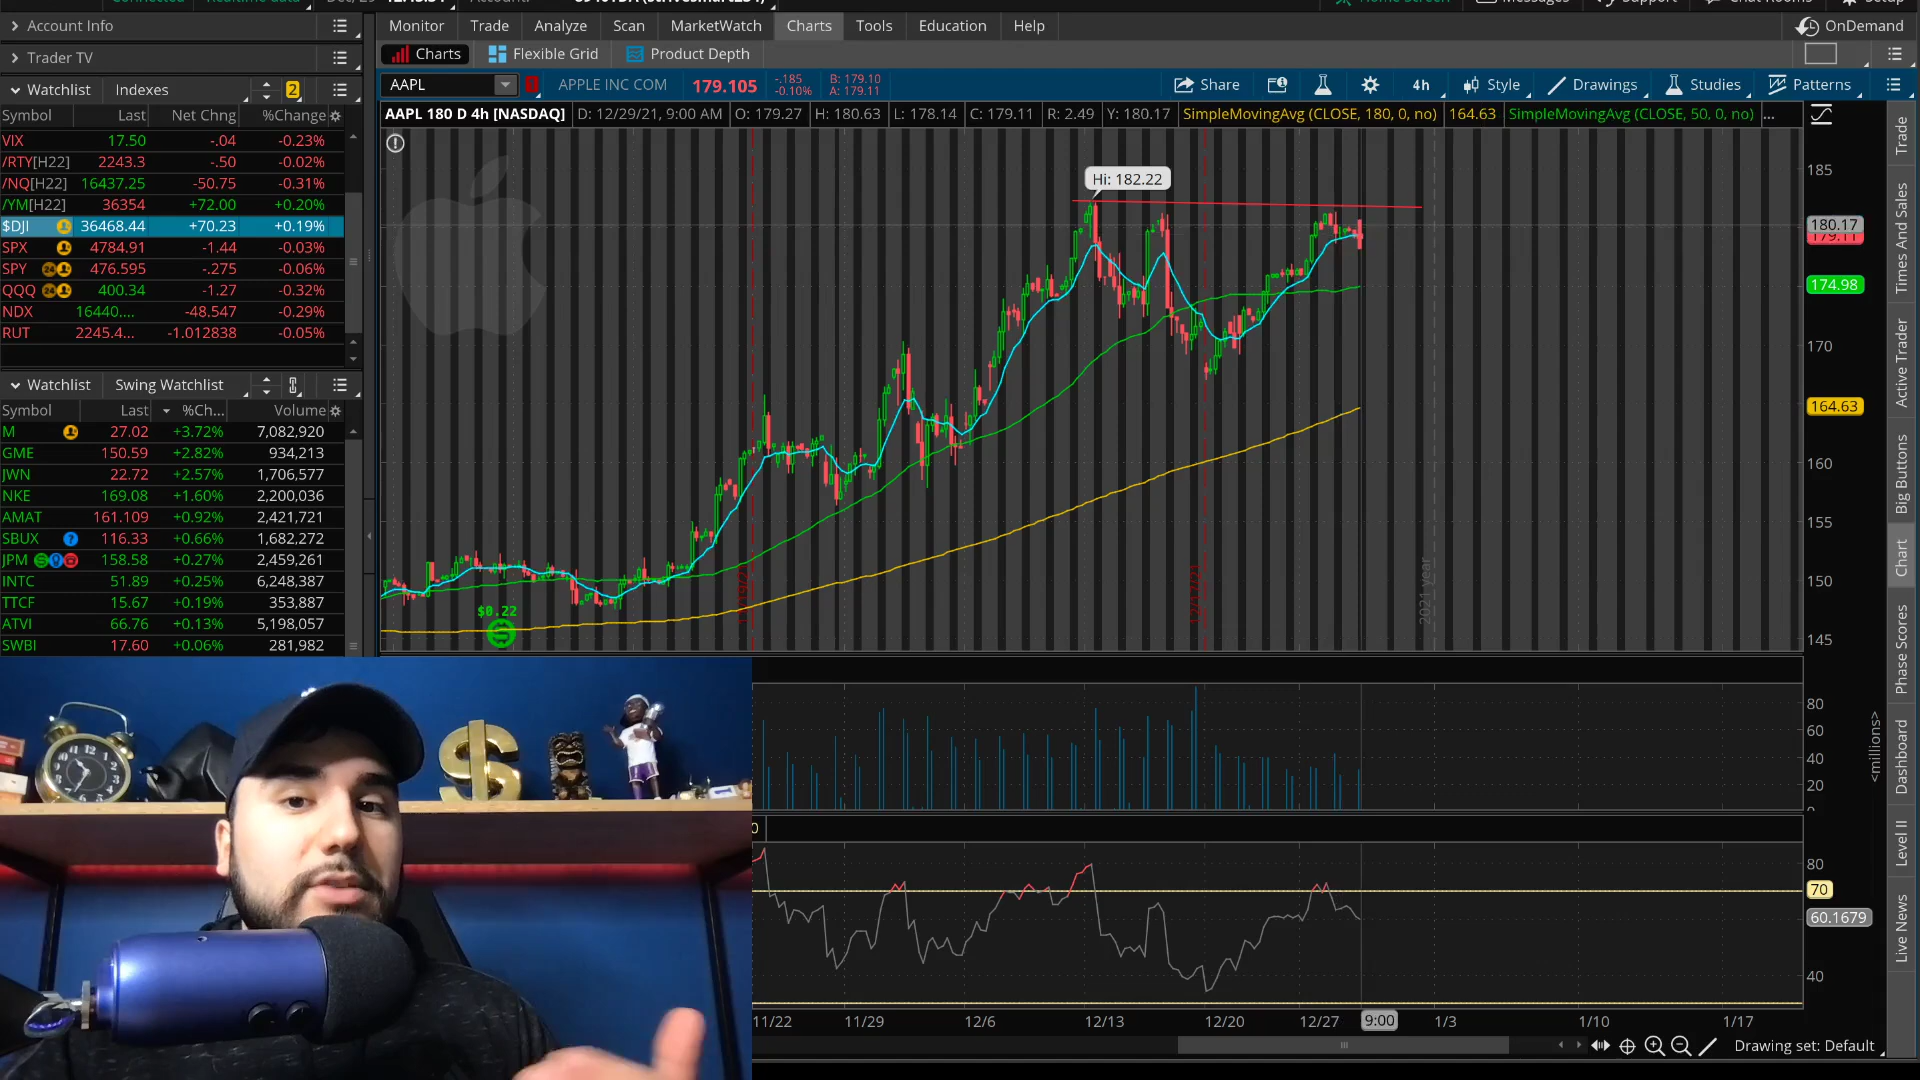 Account Info
Trader TV
Watchlist Indexes 2
Symbol Last Net Chng %Change
VIX 17.50 -.04 -0.23%
/RTY[H22] 2243.3 -.50 -0.02%
/NQ[H22] 16437.25 -50.75 -0.31%
/YM[H22] 36354 +72.00 +0.20%
$DJI 36468.44 +70.23 +0.19%
SPX 4784.91 -1.44 -0.03%
SPY 476.595 -.275 -0.06%
QQQ 400.34 -1.27 -0.32%
NDX 16440.... -48.547 -0.29%
RUT 2245.4... -1.012838 -0.05%
Watchlist Swing Watchlist
Symbol Last %Ch... Volume
M 27.02 +3.72% 7,082,920
GME 150.59 +2.82% 934,213
JWN 22.72 +2.57% 1,706,577
NKE 169.08 +1.60% 2,200,036
AMAT 161.109 +0.92% 2,421,721
SBUX 116.33 +0.66% 1,682,272
JPM 158.58 +0.27% 2,459,261
INTC 51.89 +0.25% 6,248,387
TTCF 15.67 +0.19% 353,887
ATVI 66.76 +0.13% 5,198,057
SWBI 17.60 +0.06% 281,982
Monitor Trade Analyze Scan MarketWatch Charts Tools Education Help OnDemand
Charts Flexible Grid Product Depth
AAPL APPLE INC COM 179.105 -.185 -0.10% B: 179.10 A: 179.11 Share 4h Style Drawings Studies Patterns
AAPL 180 D 4h [NASDAQ] D: 12/29/21, 9:00 AM O: 179.27 H: 180.63 L: 178.14 C: 179.11 R: 2.49 Y: 180.17 SimpleMovingAvg (CLOSE, 180, 0, no) 164.63 SimpleMovingAvg (CLOSE, 50, 0, no) ...
Hi: 182.22
185
180.17
179.11
174.98
170
164.63
160
155
150
145
$0.22
2021 year
80
60
40
20
<millions>
80
70
60.1679
40
11/22 11/29 12/6 12/13 12/20 12/27 9:00 1/3 1/10 1/17
Drawing set: Default
Trade
Times And Sales
Active Trader
Big Buttons
Chart
Phase Scores
Dashboard
Level II
Live News